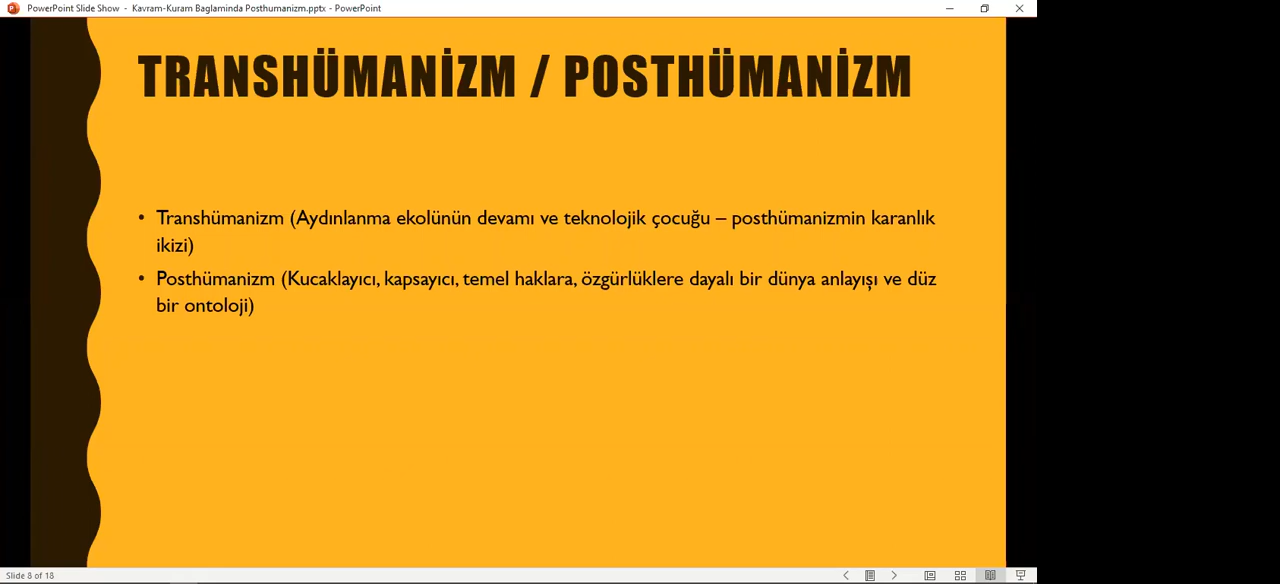 PowerPoint Slide Show - Kavram-Kuram Baglaminda Posthumanizm.pptx - PowerPoint
TRANSHÜMANİZM / POSTHÜMANİZM
• Transhümanizm (Aydınlanma ekolünün devamı ve teknolojik çocuğu – posthümanizmin karanlık
ikizi)
• Posthümanizm (Kucaklayıcı, kapsayıcı, temel haklara, özgürlüklere dayalı bir dünya anlayışı ve düz
bir ontoloji)
Slide 8 of 18